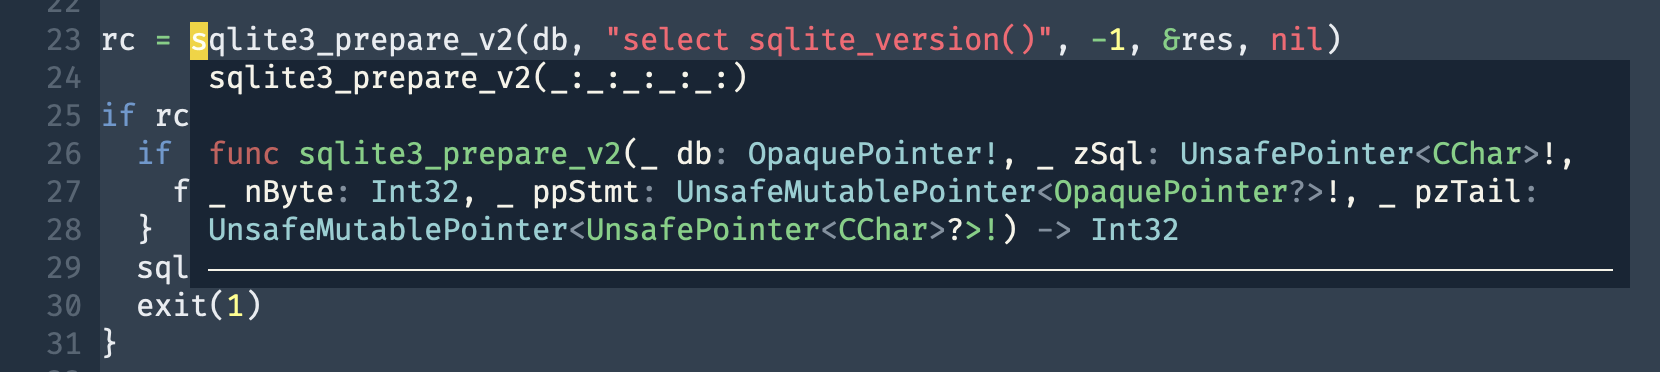 22
23 rc = sqlite3_prepare_v2(db, "select sqlite_version()", -1, &res, nil)
24 sqlite3_prepare_v2(_:_:_:_:_:)
25 if rc
26 if func sqlite3_prepare_v2(_ db: OpaquePointer!, _ zSql: UnsafePointer<CChar>!,
27 f _ nByte: Int32, _ ppStmt: UnsafeMutablePointer<OpaquePointer?>!, _ pzTail:
28 } UnsafeMutablePointer<UnsafePointer<CChar>?>!) -> Int32
29 sql
30 exit(1)
31 }